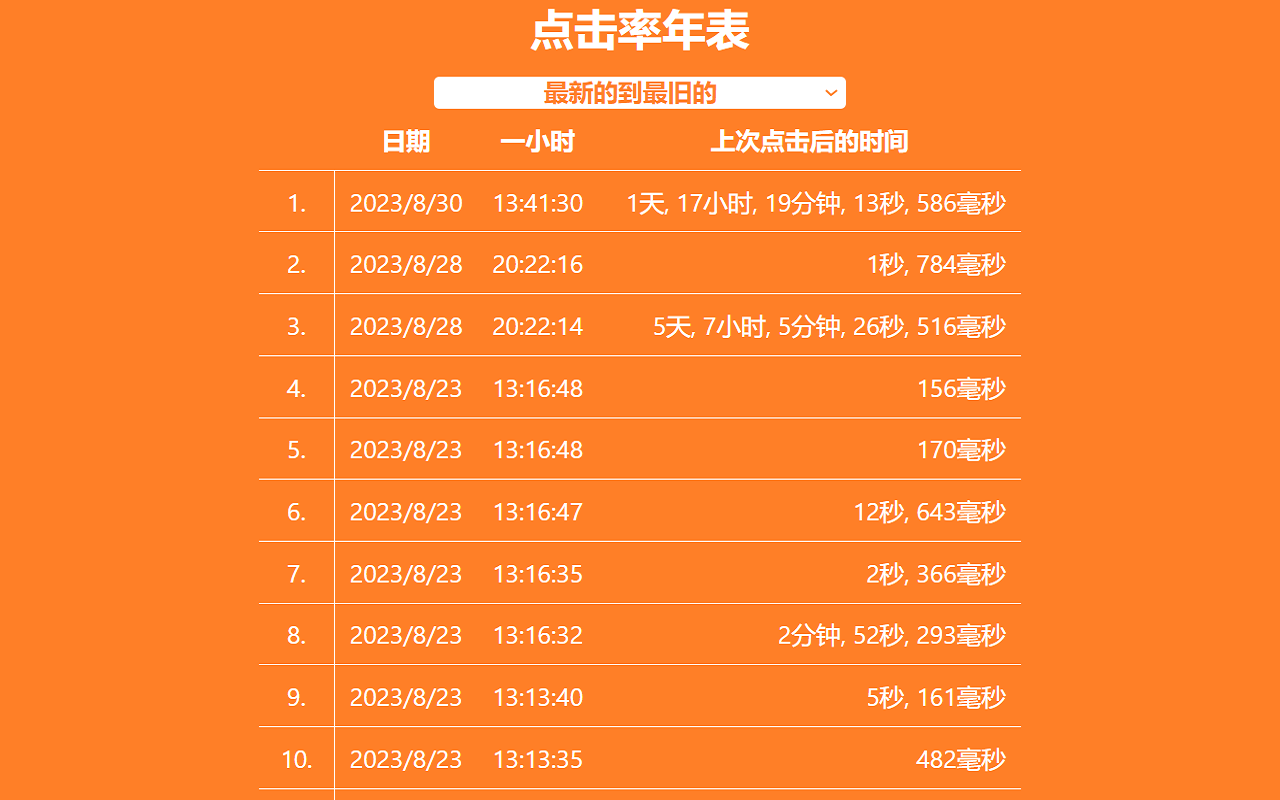 点击率年表
最新的到最旧的
日期 一小时 上次点击后的时间
1. 2023/8/30 13:41:30 1天, 17小时, 19分钟, 13秒, 586毫秒
2. 2023/8/28 20:22:16 1秒, 784毫秒
3. 2023/8/28 20:22:14 5天, 7小时, 5分钟, 26秒, 516毫秒
4. 2023/8/23 13:16:48 156毫秒
5. 2023/8/23 13:16:48 170毫秒
6. 2023/8/23 13:16:47 12秒, 643毫秒
7. 2023/8/23 13:16:35 2秒, 366毫秒
8. 2023/8/23 13:16:32 2分钟, 52秒, 293毫秒
9. 2023/8/23 13:13:40 5秒, 161毫秒
10. 2023/8/23 13:13:35 482毫秒